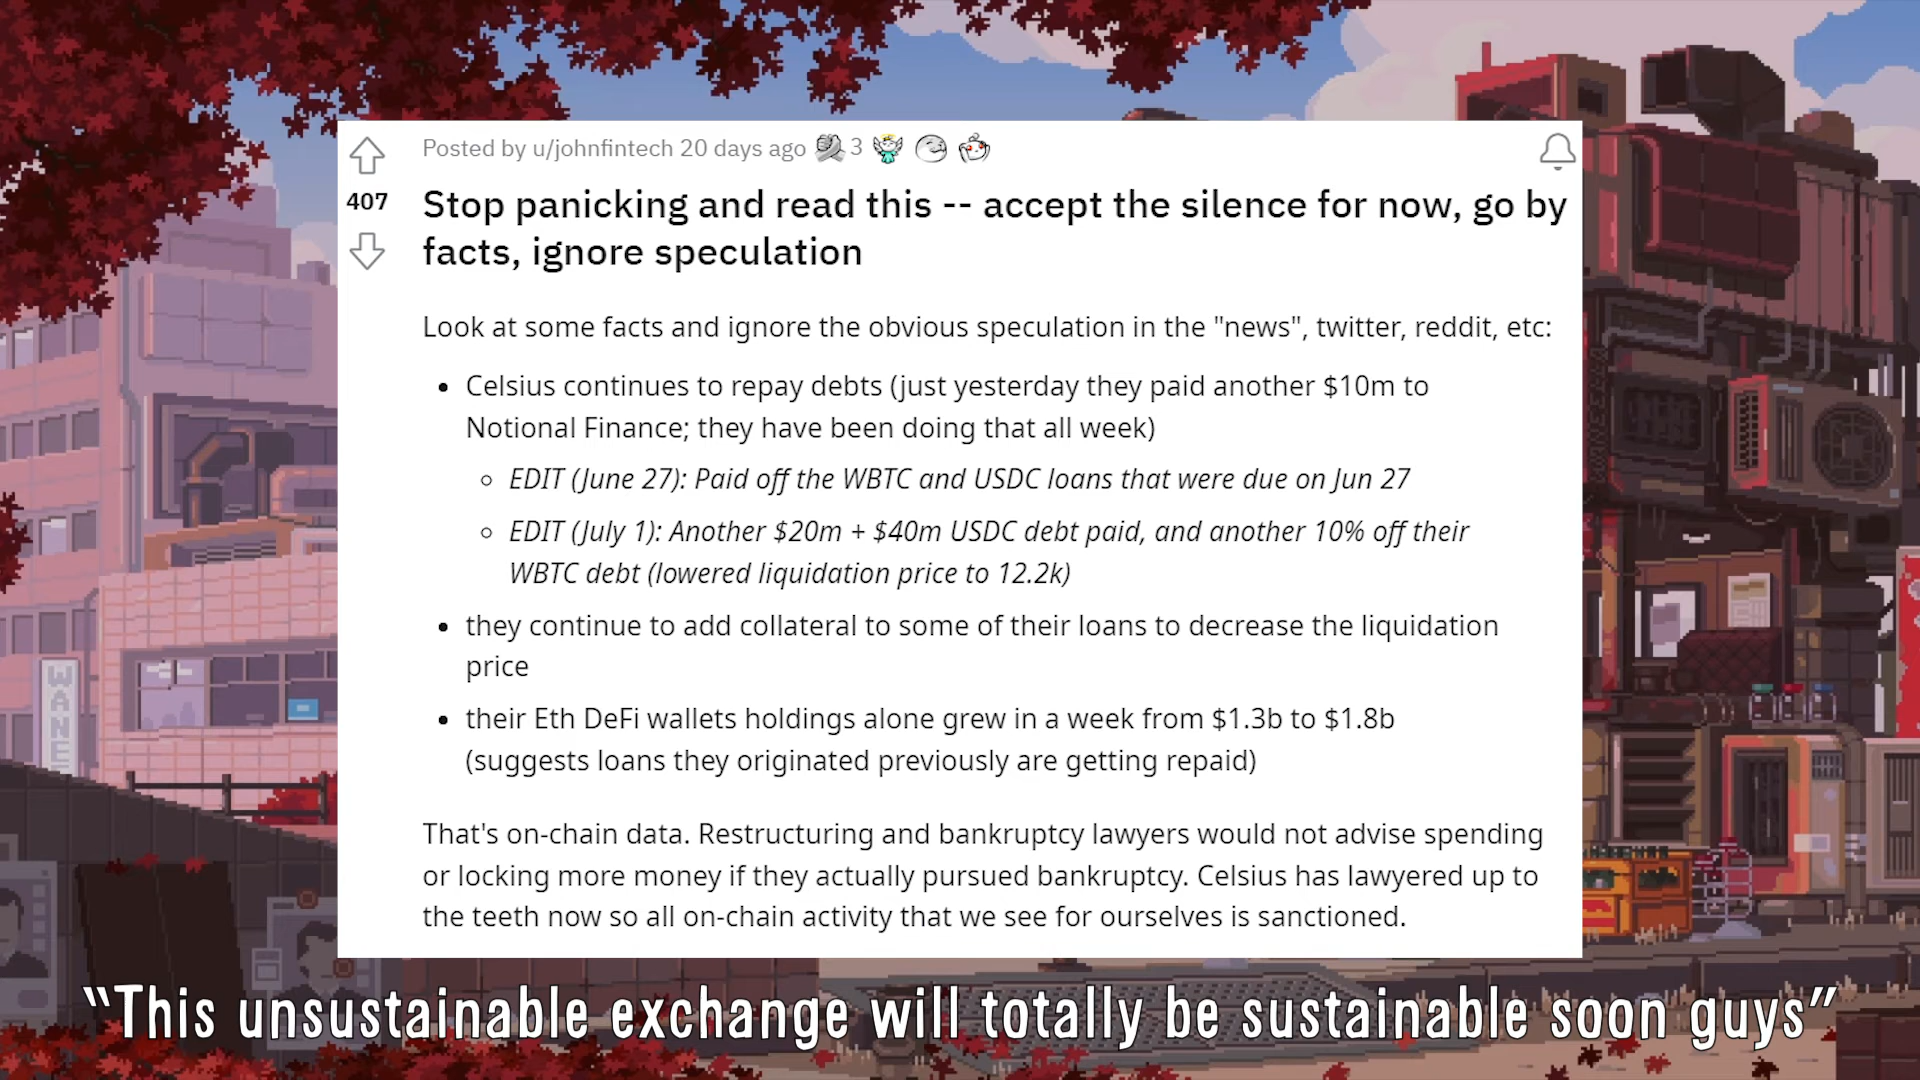 Posted by u/johnfintech 20 days ago 3
407
Stop panicking and read this -- accept the silence for now, go by
facts, ignore speculation
Look at some facts and ignore the obvious speculation in the "news", twitter, reddit, etc:
• Celsius continues to repay debts (just yesterday they paid another $10m to
Notional Finance; they have been doing that all week)
◦ EDIT (June 27): Paid off the WBTC and USDC loans that were due on Jun 27
◦ EDIT (July 1): Another $20m + $40m USDC debt paid, and another 10% off their
WBTC debt (lowered liquidation price to 12.2k)
• they continue to add collateral to some of their loans to decrease the liquidation
price
• their Eth DeFi wallets holdings alone grew in a week from $1.3b to $1.8b
(suggests loans they originated previously are getting repaid)
That's on-chain data. Restructuring and bankruptcy lawyers would not advise spending
or locking more money if they actually pursued bankruptcy. Celsius has lawyered up to
the teeth now so all on-chain activity that we see for ourselves is sanctioned.
WANE
“This unsustainable exchange will totally be sustainable soon guys”